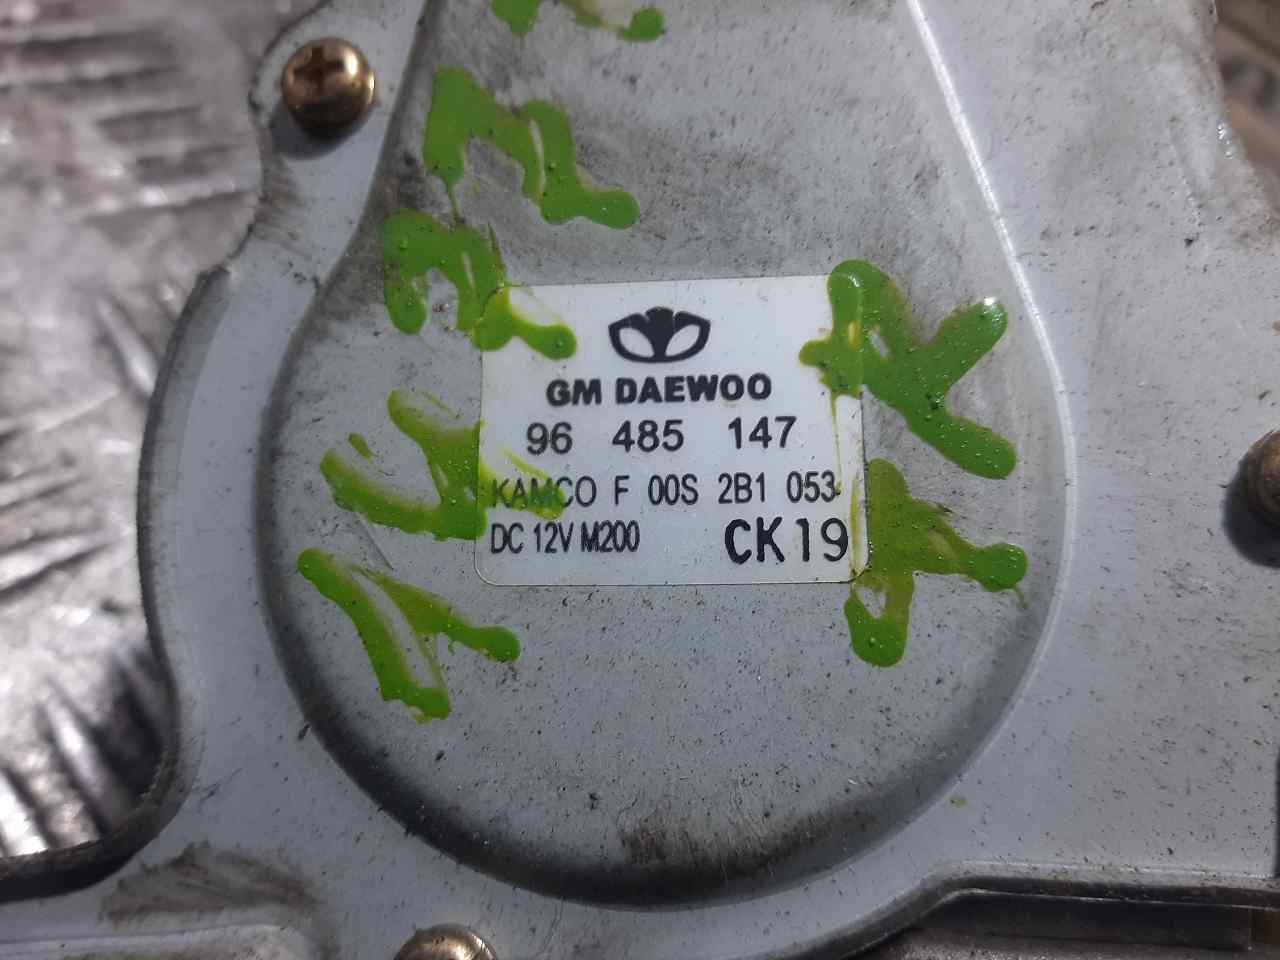 GM DAEWOO
96 485 147
KAMCO F 00S 2B1 053
DC 12V M200 CK19